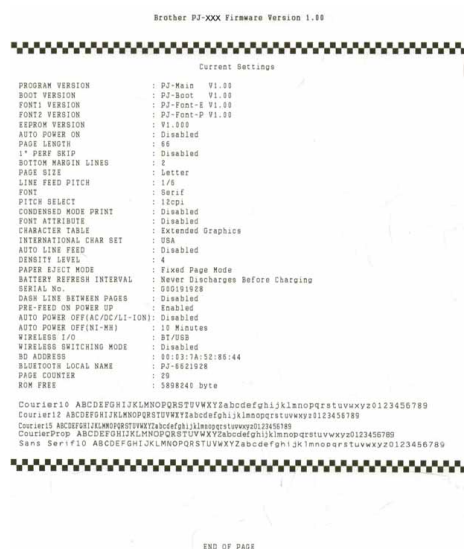 Brother PJ-XXX Firmware Version 1.00
Current Settings
PROGRAM VERSION : PJ-Main V1.00
BOOT VERSION : PJ-Boot V1.00
FONT1 VERSION : PJ-Font-E V1.00
FONT2 VERSION : PJ-Font-P V1.00
EEPROM VERSION : V1.000
AUTO POWER ON : Disabled
PAGE LENGTH : 66
1" PERF SKIP : Disabled
BOTTOM MARGIN LINES : 2
PAGE SIZE : Letter
LINE FEED PITCH : 1/6
FONT : Serif
PITCH SELECT : 12cpi
CONDENSED MODE PRINT : Disabled
FONT ATTRIBUTE : Disabled
CHARACTER TABLE : Extended Graphics
INTERNATIONAL CHAR SET : USA
AUTO LINE FEED : Disabled
DENSITY LEVEL : 4
PAPER EJECT MODE : Fixed Page Mode
BATTERY REFRESH INTERVAL : Never Discharges Before Charging
SERIAL No. : G0G191928
DASH LINE BETWEEN PAGES : Disabled
PRE-FEED ON POWER UP : Enabled
AUTO POWER OFF(AC/DC/LI-ION): Disabled
AUTO POWER OFF(NI-MH) : 10 Minutes
WIRELESS I/O : BT/USB
WIRELESS SWITCHING MODE : Disabled
BD ADDRESS : 00:03:7A:52:86:44
BLUETOOTH LOCAL NAME : PJ-6621928
PAGE COUNTER : 29
ROM FREE : 5898240 byte
Courier10 ABCDEFGHIJKLMNOPQRSTUVWXYZabcdefghijklmnopqrstuvwxyz0123456789
Courier12 ABCDEFGHIJKLMNOPQRSTUVWXYZabcdefghijklmnopqrstuvwxyz0123456789
Courier15 ABCDEFGHIJKLMNOPQRSTUVWXYZabcdefghijklmnopqrstuvwxyz0123456789
CourierProp ABCDEFGHIJKLMNOPQRSTUVWXYZabcdefghijklmnopqrstuvwxyz0123456789
Sans Serif10 ABCDEFGHIJKLMNOPQRSTUVWXYZabcdefghijklmnopqrstuvwxyz0123456789
END OF PAGE